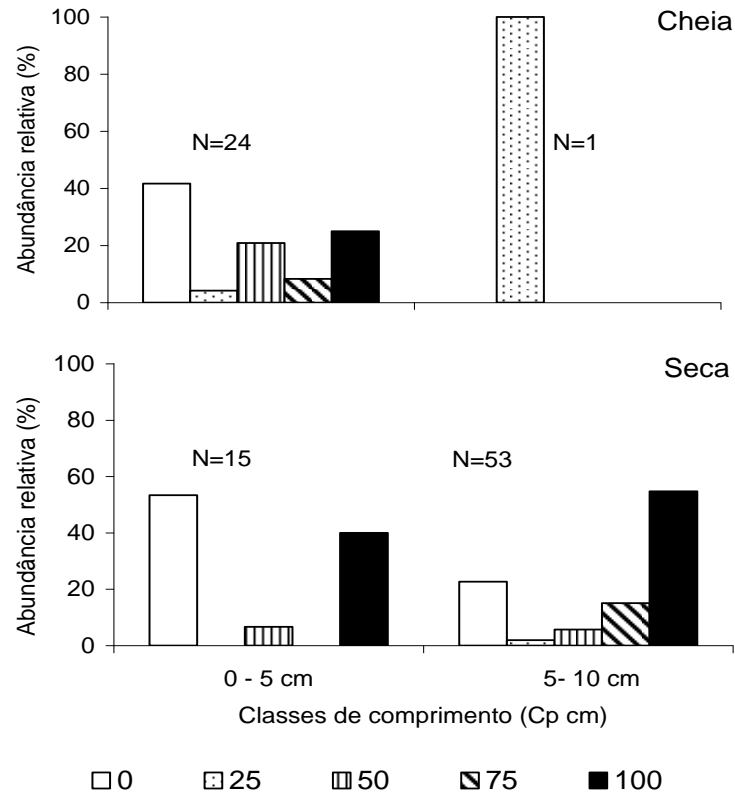 Cheia
Abundância relativa (%)
100
80
60
40
20
0
N=24
N=1
Seca
Abundância relativa (%)
100
80
60
40
20
0
N=15
N=53
0 - 5 cm
5- 10 cm
Classes de comprimento (Cp cm)
0 25 50 75 100